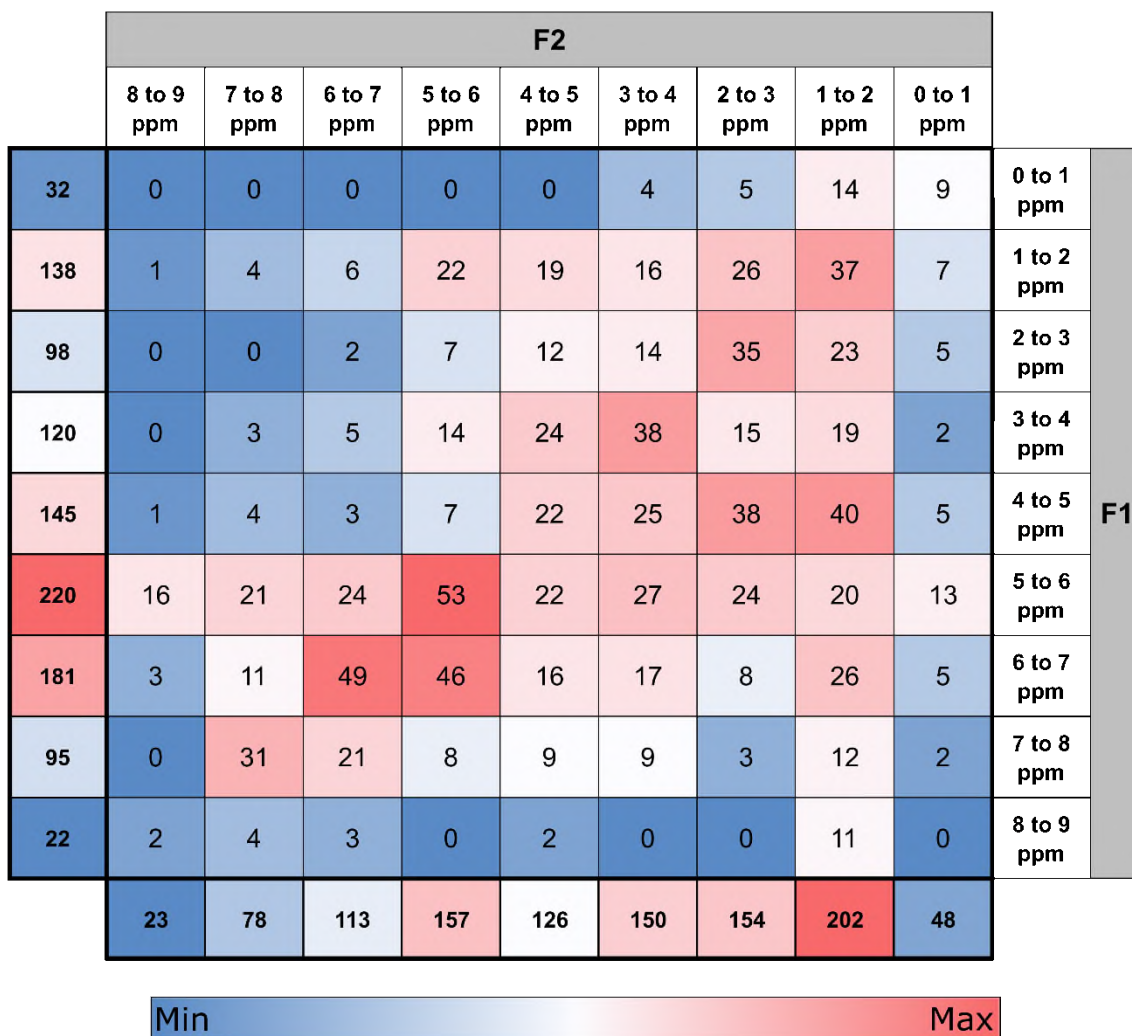 F2
8 to 9 ppm 7 to 8 ppm 6 to 7 ppm 5 to 6 ppm 4 to 5 ppm 3 to 4 ppm 2 to 3 ppm 1 to 2 ppm 0 to 1 ppm
32 0 0 0 0 0 4 5 14 9 0 to 1 ppm
138 1 4 6 22 19 16 26 37 7 1 to 2 ppm
98 0 0 2 7 12 14 35 23 5 2 to 3 ppm
120 0 3 5 14 24 38 15 19 2 3 to 4 ppm
145 1 4 3 7 22 25 38 40 5 4 to 5 ppm
F1
220 16 21 24 53 22 27 24 20 13 5 to 6 ppm
181 3 11 49 46 16 17 8 26 5 6 to 7 ppm
95 0 31 21 8 9 9 3 12 2 7 to 8 ppm
22 2 4 3 0 2 0 0 11 0 8 to 9 ppm
23 78 113 157 126 150 154 202 48
Min Max